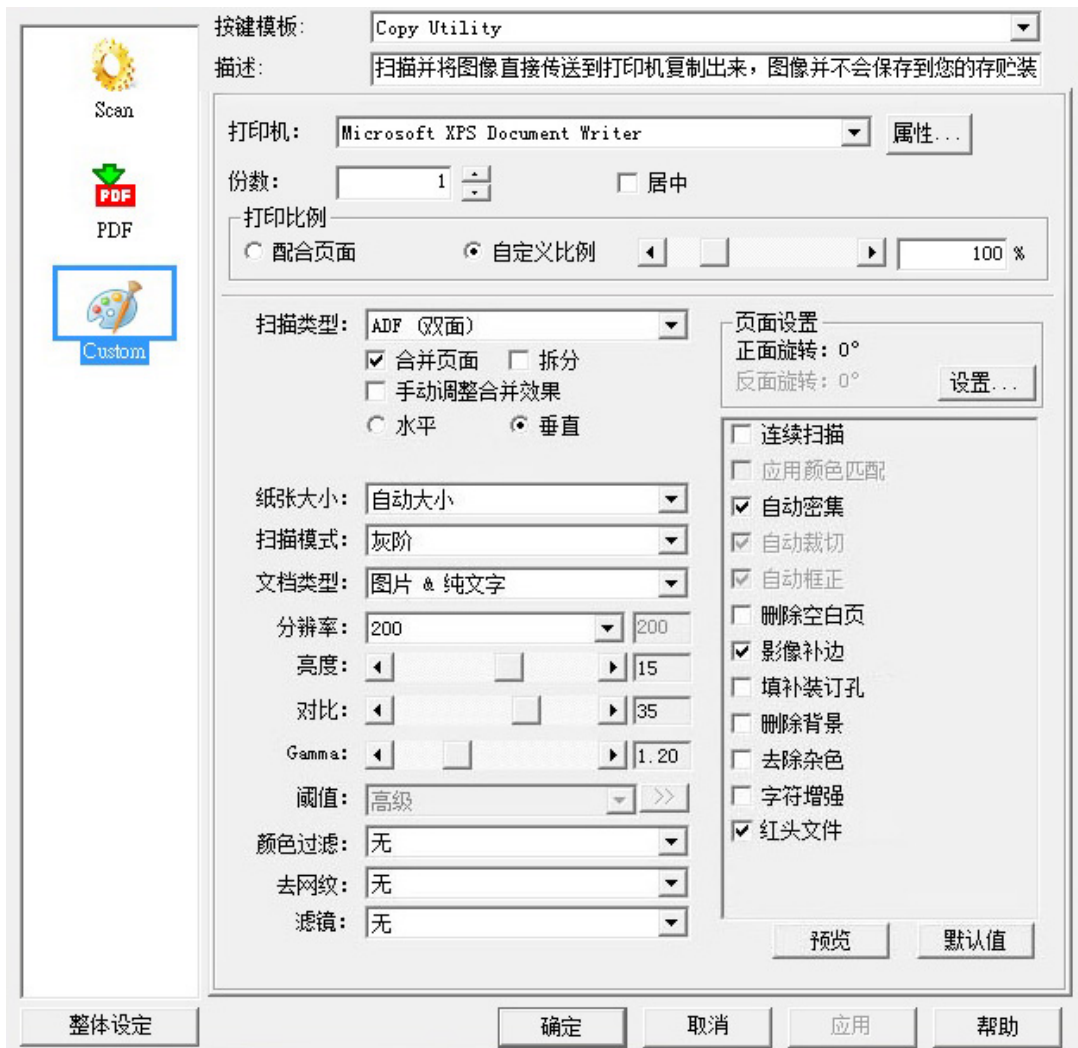 按键模板: Copy Utility
描述: 扫描并将图像直接传送到打印机复制出来，图像并不会保存到您的存贮装
Scan
PDF
PDF
Custom
打印机： Microsoft XPS Document Writer 属性...
份数： 1 居中
打印比例
配合页面 自定义比例 100 %
扫描类型： ADF (双面)
合并页面 拆分
手动调整合并效果
水平 垂直
页面设置
正面旋转：0°
反面旋转：0° 设置...
纸张大小： 自动大小
扫描模式： 灰阶
文档类型： 图片 & 纯文字
分辨率： 200 200
亮度： 15
对比： 35
Gamma: 1.20
阈值： 高级 >>
颜色过滤： 无
去网纹： 无
滤镜： 无
连续扫描
应用颜色匹配
自动密集
自动裁切
自动框正
删除空白页
影像补边
填补装订孔
删除背景
去除杂色
字符增强
红头文件
预览 默认值
整体设定 确定 取消 应用 帮助